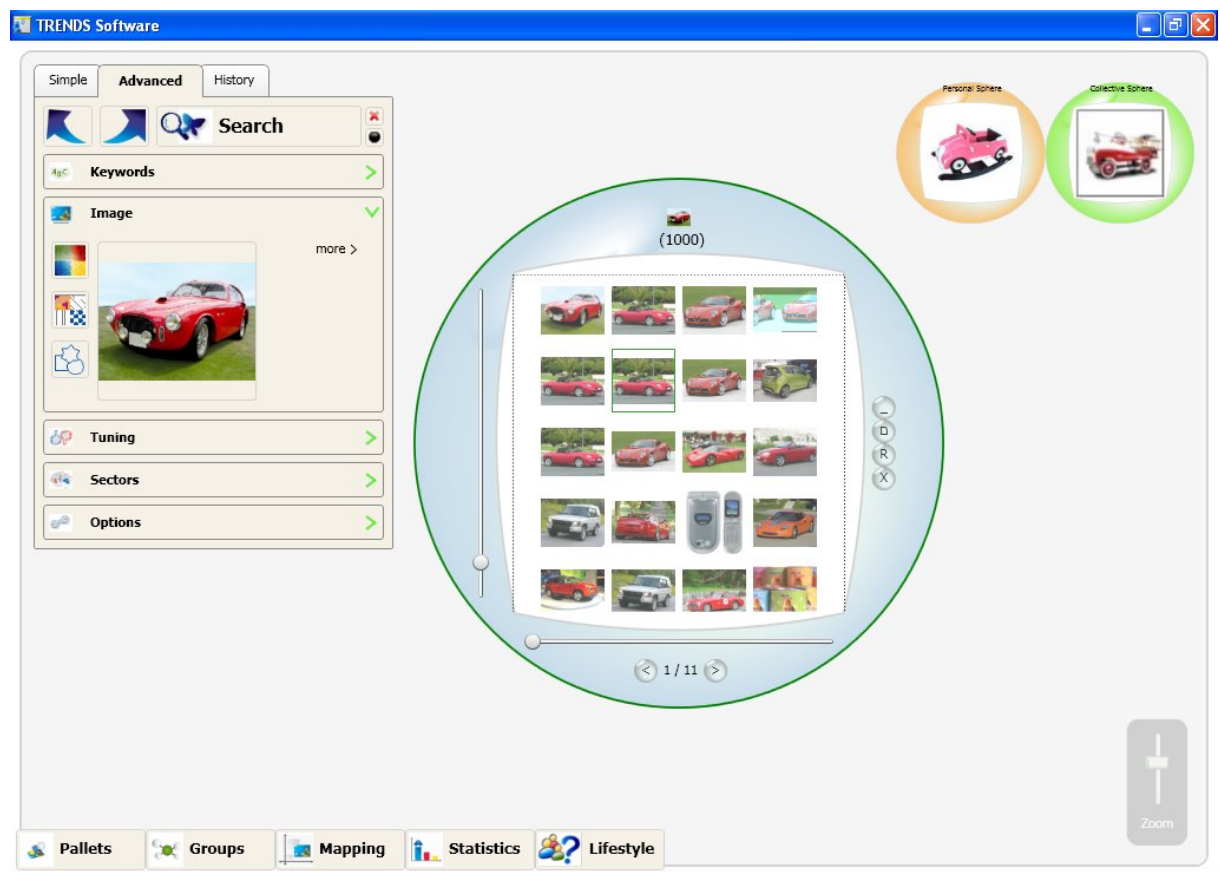 TRENDS Software
Simple
Advanced
History
Search
ABC
Keywords
Image
more >
Tuning
Sectors
Options
Personal Sphere
Collective Sphere
(1000)
_
D
R
X
<
1 / 11
>
Zoom
Pallets
Groups
Mapping
Statistics
Lifestyle